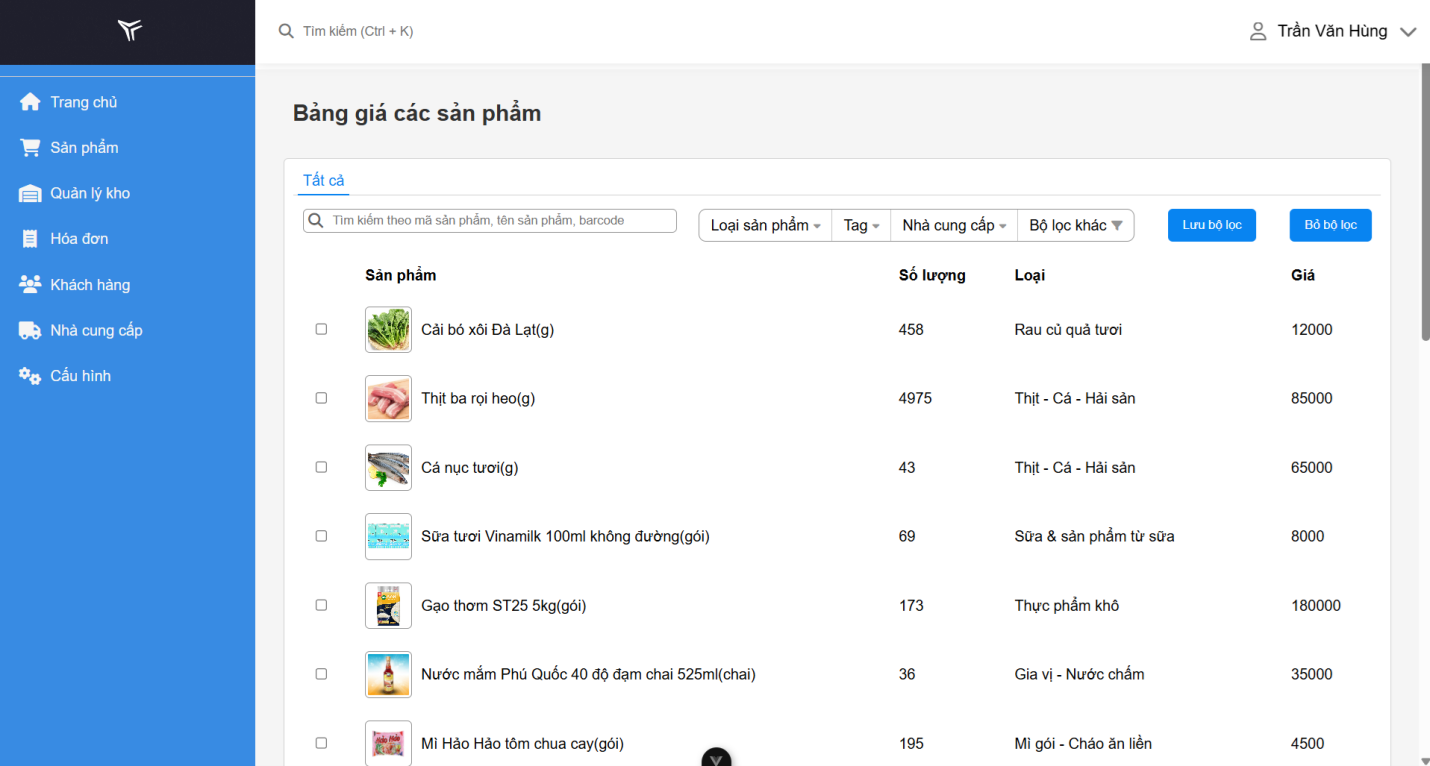 Tìm kiếm (Ctrl + K)
Trần Văn Hùng
Trang chủ
Sản phẩm
Quản lý kho
Hóa đơn
Khách hàng
Nhà cung cấp
Cấu hình
Bảng giá các sản phẩm
Tất cả
Tìm kiếm theo mã sản phẩm, tên sản phẩm, barcode
Loại sản phẩm Tag Nhà cung cấp Bộ lọc khác
Lưu bộ lọc Bỏ bộ lọc
Sản phẩm Số lượng Loại Giá
Cải bó xôi Đà Lạt(g) 458 Rau củ quả tươi 12000
Thịt ba rọi heo(g) 4975 Thịt - Cá - Hải sản 85000
Cá nục tươi(g) 43 Thịt - Cá - Hải sản 65000
Sữa tươi Vinamilk 100ml không đường(gói) 69 Sữa & sản phẩm từ sữa 8000
Gạo thơm ST25 5kg(gói) 173 Thực phẩm khô 180000
Nước mắm Phú Quốc 40 độ đạm chai 525ml(chai) 36 Gia vị - Nước chấm 35000
Hảo Hảo
Mì Hảo Hảo tôm chua cay(gói) 195 Mì gói - Cháo ăn liền 4500